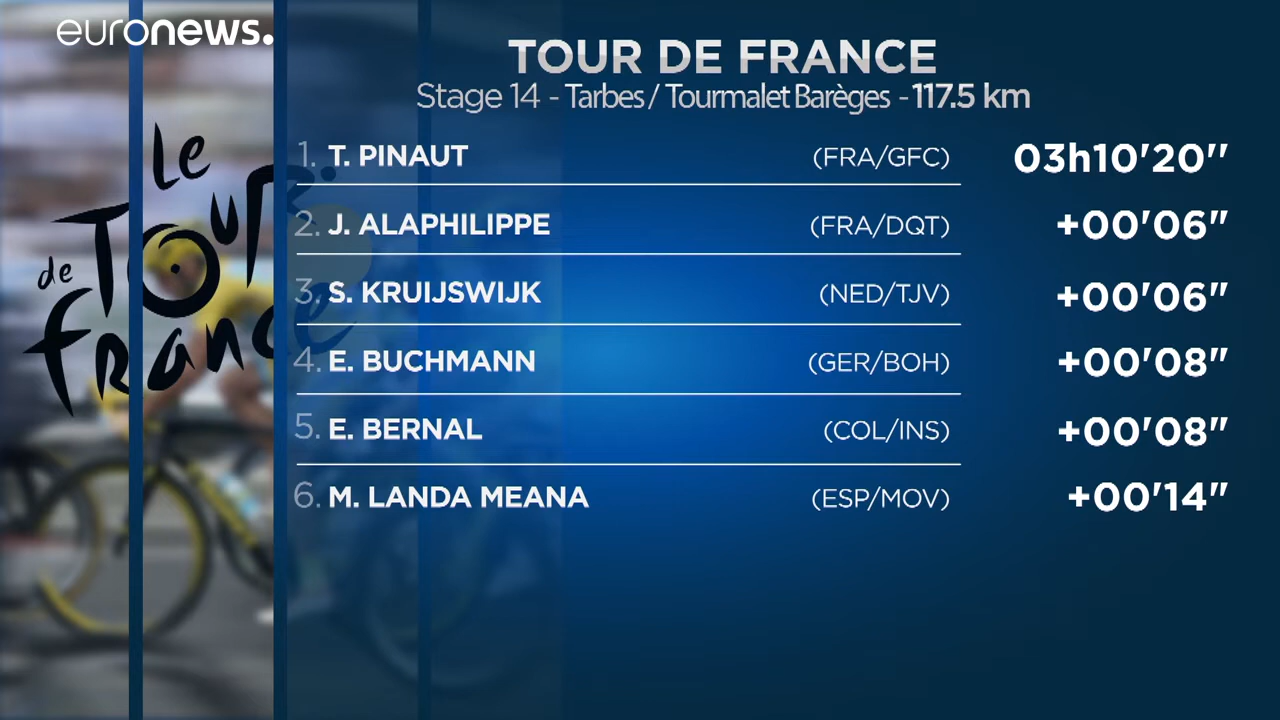 euronews.
TOUR DE FRANCE
Stage 14 - Tarbes / Tourmalet Barèges - 117.5 km
Le
Tour
de
france
1. T. PINAUT (FRA/GFC) 03h10'20''
2. J. ALAPHILIPPE (FRA/DQT) +00'06"
3. S. KRUIJSWIJK (NED/TJV) +00'06"
4. E. BUCHMANN (GER/BOH) +00'08"
5. E. BERNAL (COL/INS) +00'08"
6. M. LANDA MEANA (ESP/MOV) +00'14"